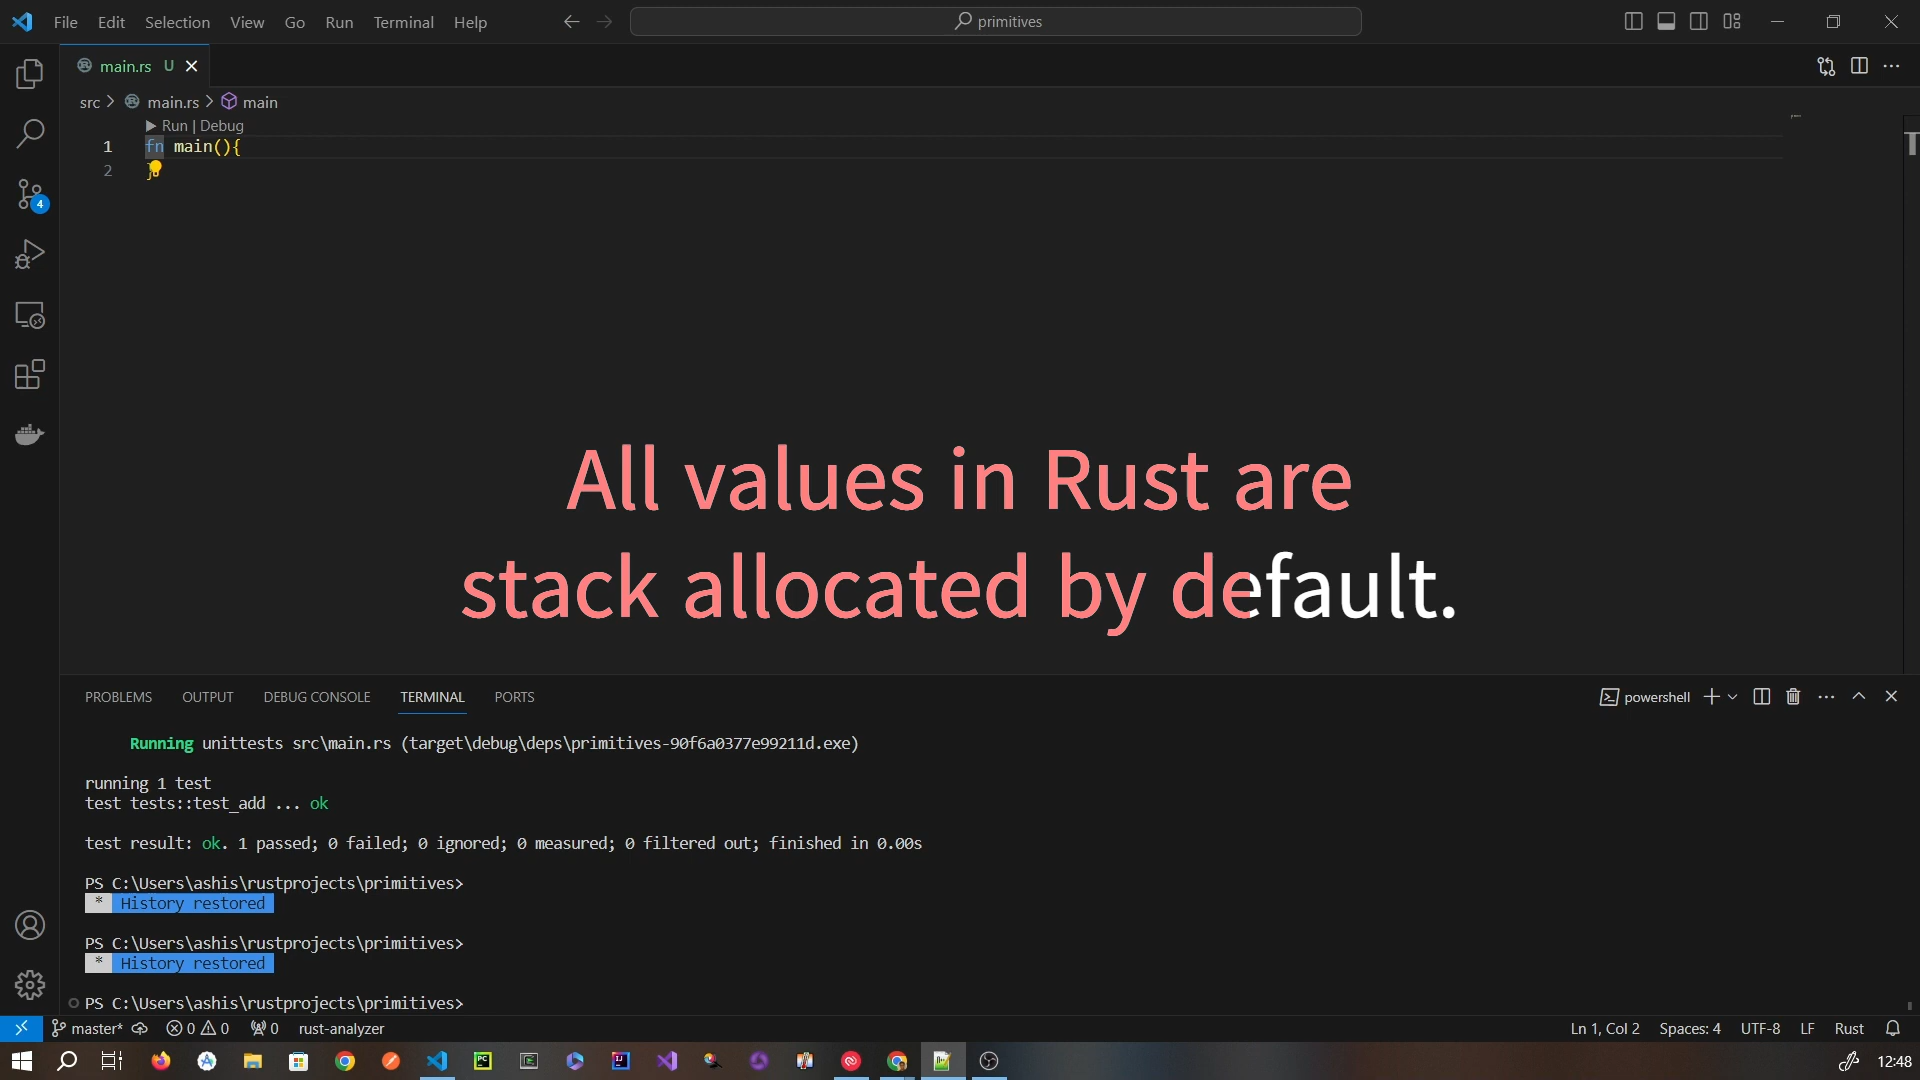 File Edit Selection View Go Run Terminal Help
primitives
main.rs U
src > main.rs > main
Run | Debug
1 fn main(){
2 }
4
All values in Rust are
stack allocated by default.
PROBLEMS OUTPUT DEBUG CONSOLE TERMINAL PORTS
powershell
Running unittests src\main.rs (target\debug\deps\primitives-90f6a0377e99211d.exe)
running 1 test
test tests::test_add ... ok
test result: ok. 1 passed; 0 failed; 0 ignored; 0 measured; 0 filtered out; finished in 0.00s
PS C:\Users\ashis\rustprojects\primitives>
* History restored
PS C:\Users\ashis\rustprojects\primitives>
* History restored
PS C:\Users\ashis\rustprojects\primitives>
master* 0 0 0 rust-analyzer
Ln 1, Col 2 Spaces: 4 UTF-8 LF Rust
12:48